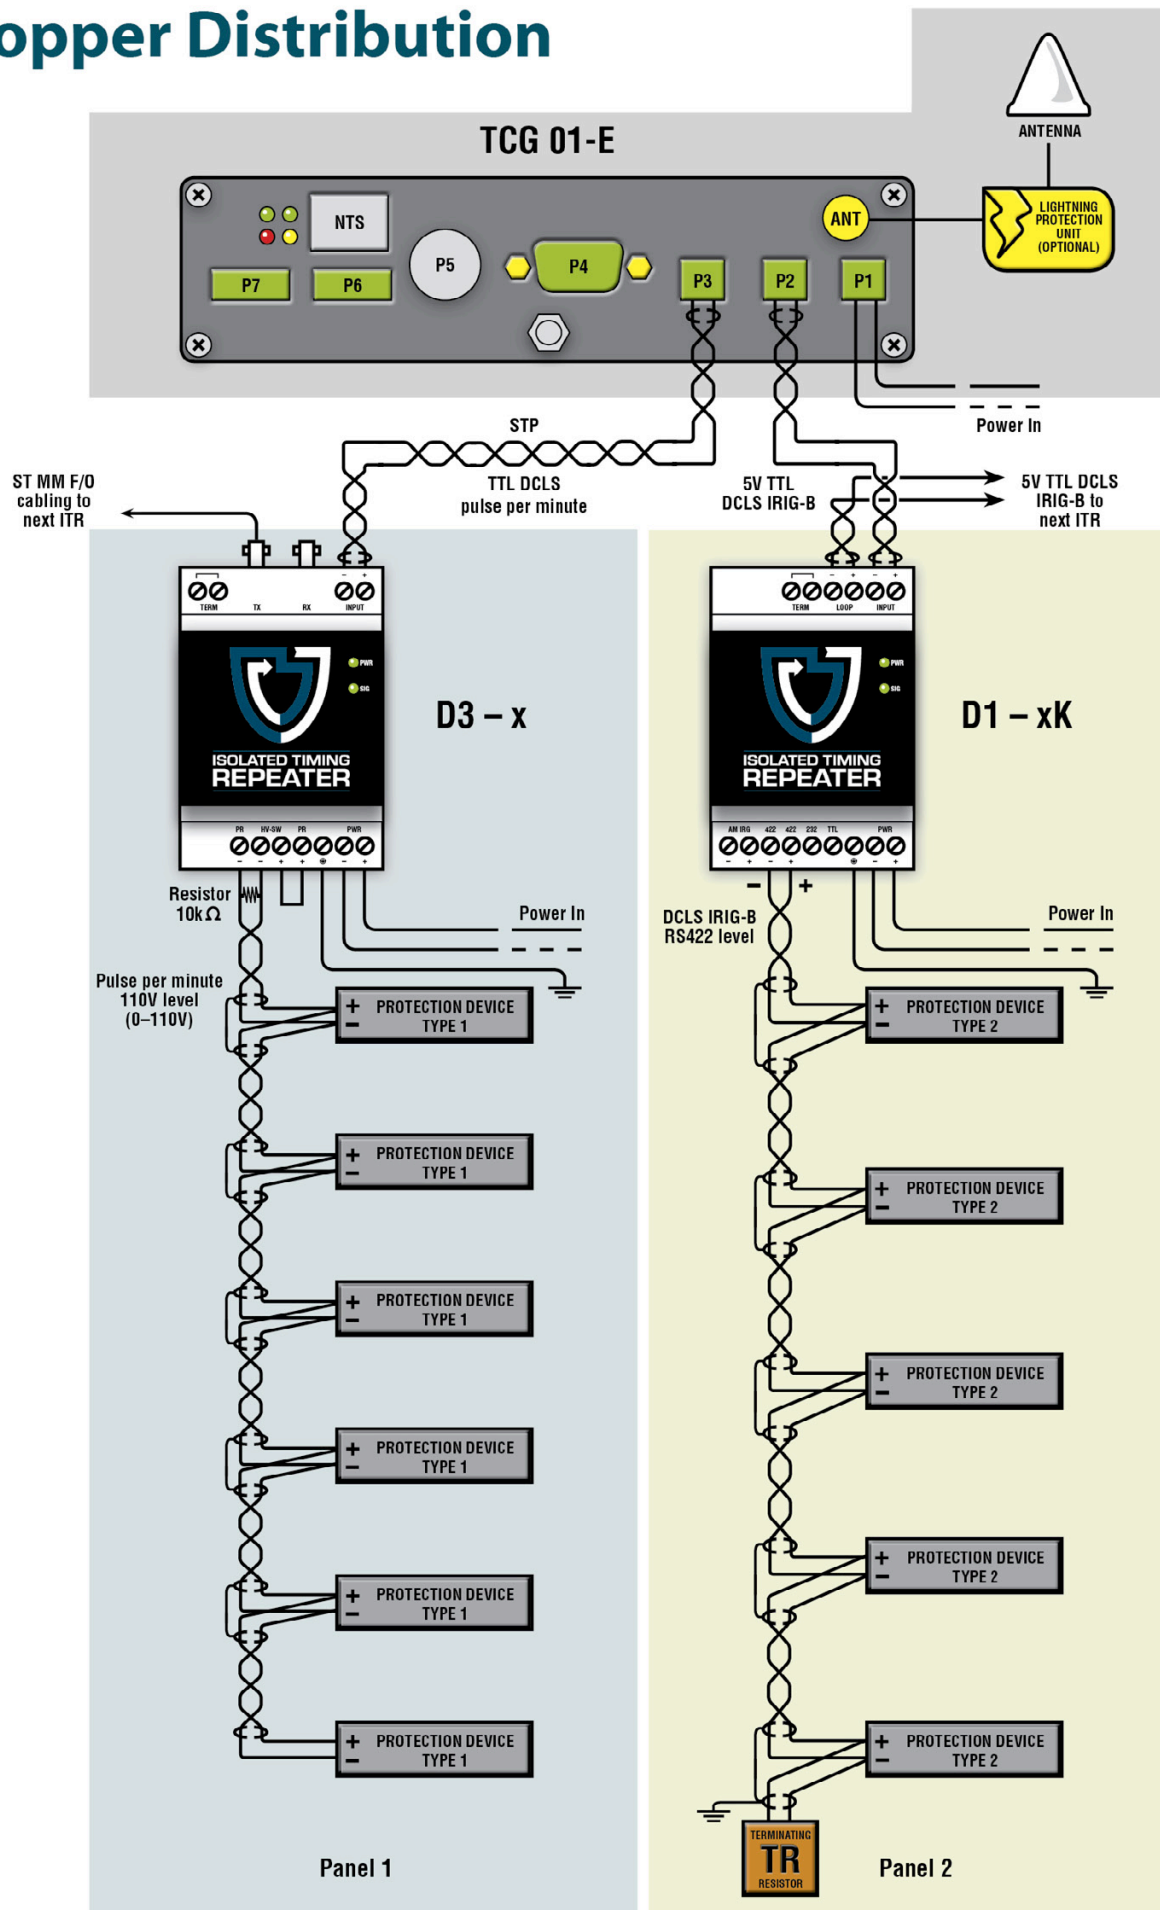 opper Distribution
ANTENNA
TCG 01-E
LIGHTNING
PROTECTION
UNIT
(OPTIONAL)
NTS
ANT
P7
P6
P5
P4
P3
P2
P1
Power In
STP
TTL DCLS
pulse per minute
ST MM F/O
cabling to
next ITR
5V TTL
DCLS IRIG-B
5V TTL DCLS
IRIG-B to
next ITR
- +
TERM TX RX INPUT
PWR
SIG
ISOLATED TIMING
REPEATER
D3 – x
PR HV-SW PR PWR
- - + + ⊕ - +
Resistor
10kΩ
Power In
Pulse per minute
110V level
(0–110V)
+ PROTECTION DEVICE
– TYPE 1
+ PROTECTION DEVICE
– TYPE 1
+ PROTECTION DEVICE
– TYPE 1
+ PROTECTION DEVICE
– TYPE 1
+ PROTECTION DEVICE
– TYPE 1
+ PROTECTION DEVICE
– TYPE 1
Panel 1
- + - +
TERM LOOP INPUT
PWR
SIG
ISOLATED TIMING
REPEATER
D1 – xK
AM IRG 422 422 232 TTL PWR
- + - + ⊕ - +
– +
DCLS IRIG-B
RS422 level
Power In
+ PROTECTION DEVICE
– TYPE 2
+ PROTECTION DEVICE
– TYPE 2
+ PROTECTION DEVICE
– TYPE 2
+ PROTECTION DEVICE
– TYPE 2
+ PROTECTION DEVICE
– TYPE 2
TERMINATING
TR
RESISTOR
Panel 2